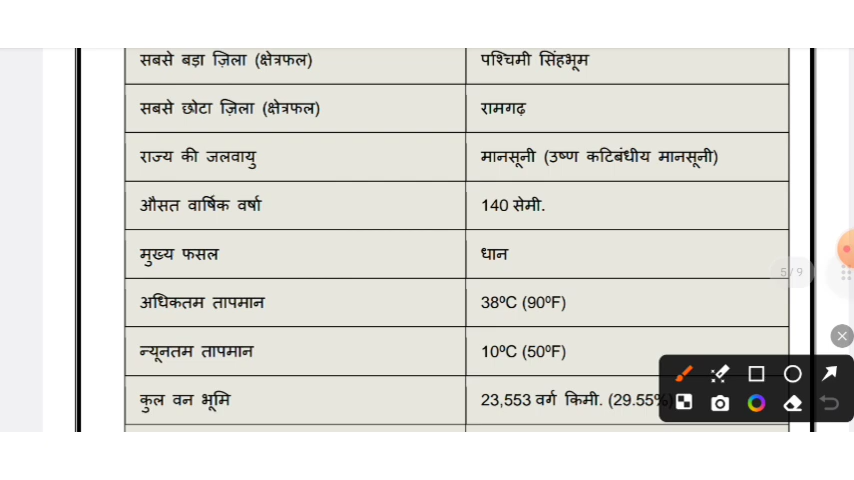 सबसे बड़ा ज़िला (क्षेत्रफल) पश्चिमी सिंहभूम
सबसे छोटा ज़िला (क्षेत्रफल) रामगढ़
राज्य की जलवायु मानसूनी (उष्ण कटिबंधीय मानसूनी)
औसत वार्षिक वर्षा 140 सेमी.
मुख्य फसल धान
5/9
अधिकतम तापमान 38ºC (90ºF)
न्यूनतम तापमान 10ºC (50ºF)
कुल वन भूमि 23,553 वर्ग किमी. (29.55%)